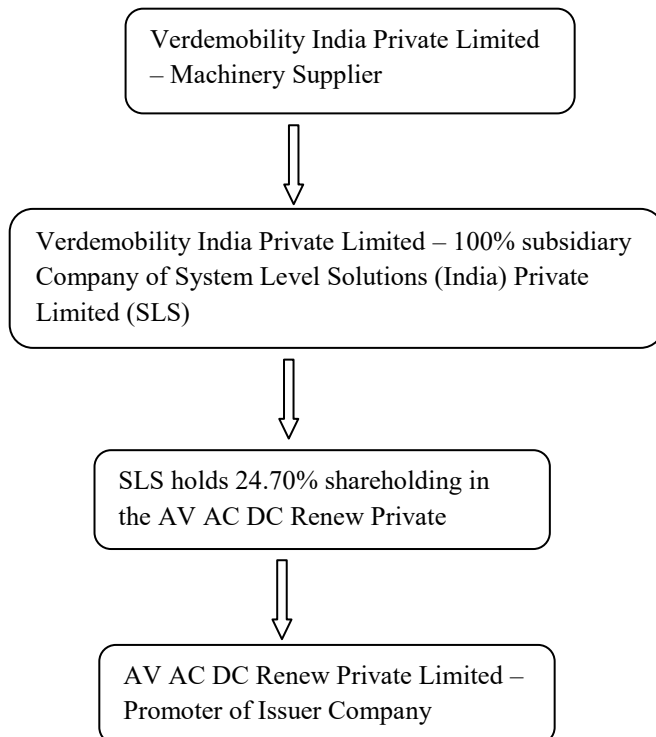 Verdemobility India Private Limited
– Machinery Supplier
Verdemobility India Private Limited – 100% subsidiary
Company of System Level Solutions (India) Private
Limited (SLS)
SLS holds 24.70% shareholding in
the AV AC DC Renew Private
AV AC DC Renew Private Limited –
Promoter of Issuer Company